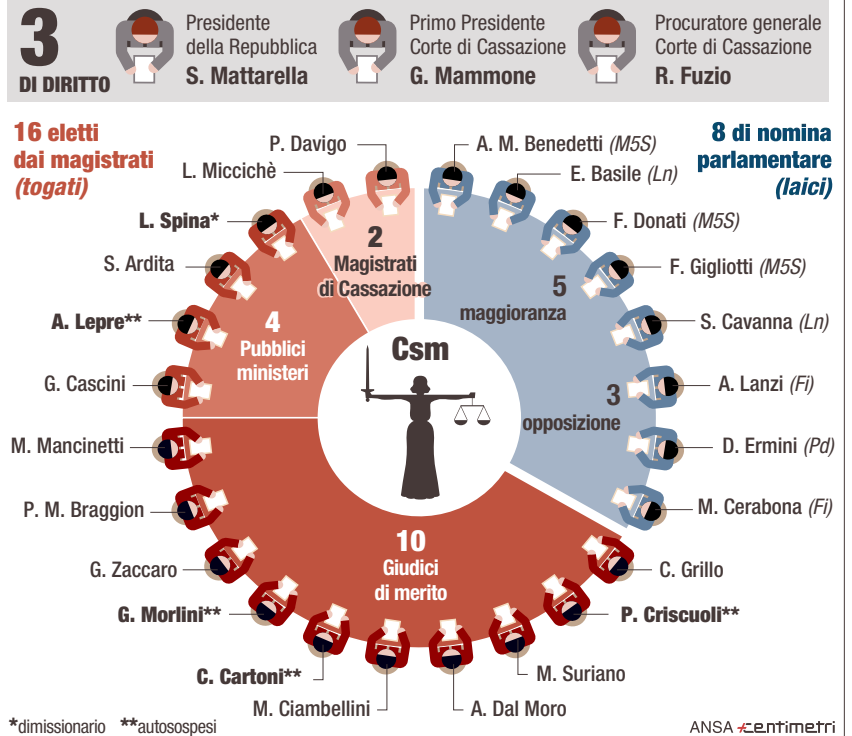 3
DI DIRITTO
Presidente
della Repubblica
S. Mattarella
Primo Presidente
Corte di Cassazione
G. Mammone
Procuratore generale
Corte di Cassazione
R. Fuzio
16 eletti
dai magistrati
(togati)
8 di nomina
parlamentare
(laici)
P. Davigo
L. Miccichè
L. Spina*
S. Ardita
A. Lepre**
G. Cascini
M. Mancinetti
P. M. Braggion
G. Zaccaro
G. Morlini**
C. Cartoni**
M. Ciambellini
A. M. Benedetti (M5S)
E. Basile (Ln)
F. Donati (M5S)
F. Gigliotti (M5S)
S. Cavanna (Ln)
A. Lanzi (Fi)
D. Ermini (Pd)
M. Cerabona (Fi)
C. Grillo
P. Criscuoli**
M. Suriano
A. Dal Moro
2
Magistrati
di Cassazione
4
Pubblici
ministeri
5
maggioranza
3
opposizione
Csm
10
Giudici
di merito
*dimissionario **autosospesi
ANSA centimetri